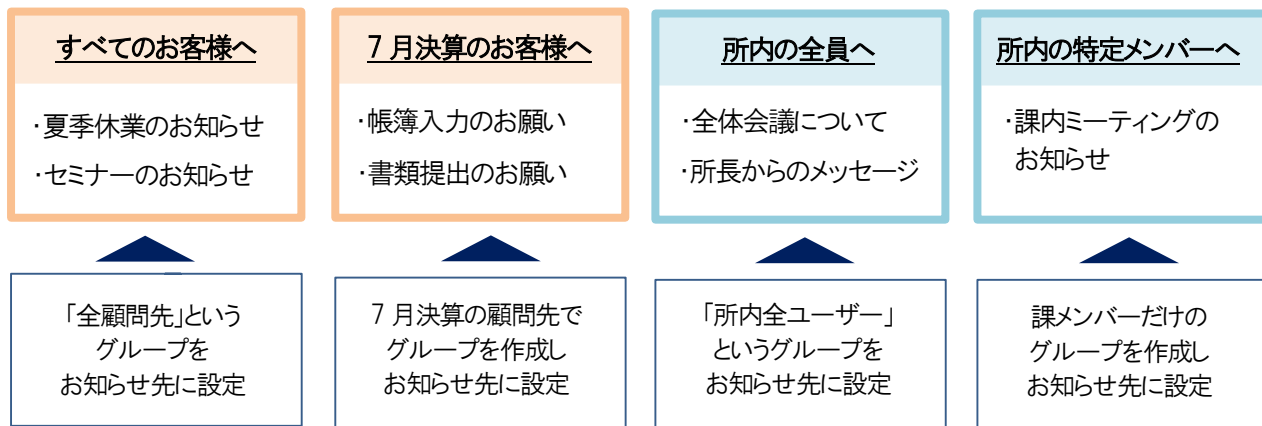 すべてのお客様へ
・夏季休業のお知らせ
・セミナーのお知らせ
7月決算のお客様へ
・帳簿入力のお願い
・書類提出のお願い
所内の全員へ
・全体会議について
・所長からのメッセージ
所内の特定メンバーへ
・課内ミーティングの
お知らせ
「全顧問先」という
グループを
お知らせ先に設定
7月決算の顧問先で
グループを作成し
お知らせ先に設定
「所内全ユーザー」
というグループを
お知らせ先に設定
課メンバーだけの
グループを作成し
お知らせ先に設定